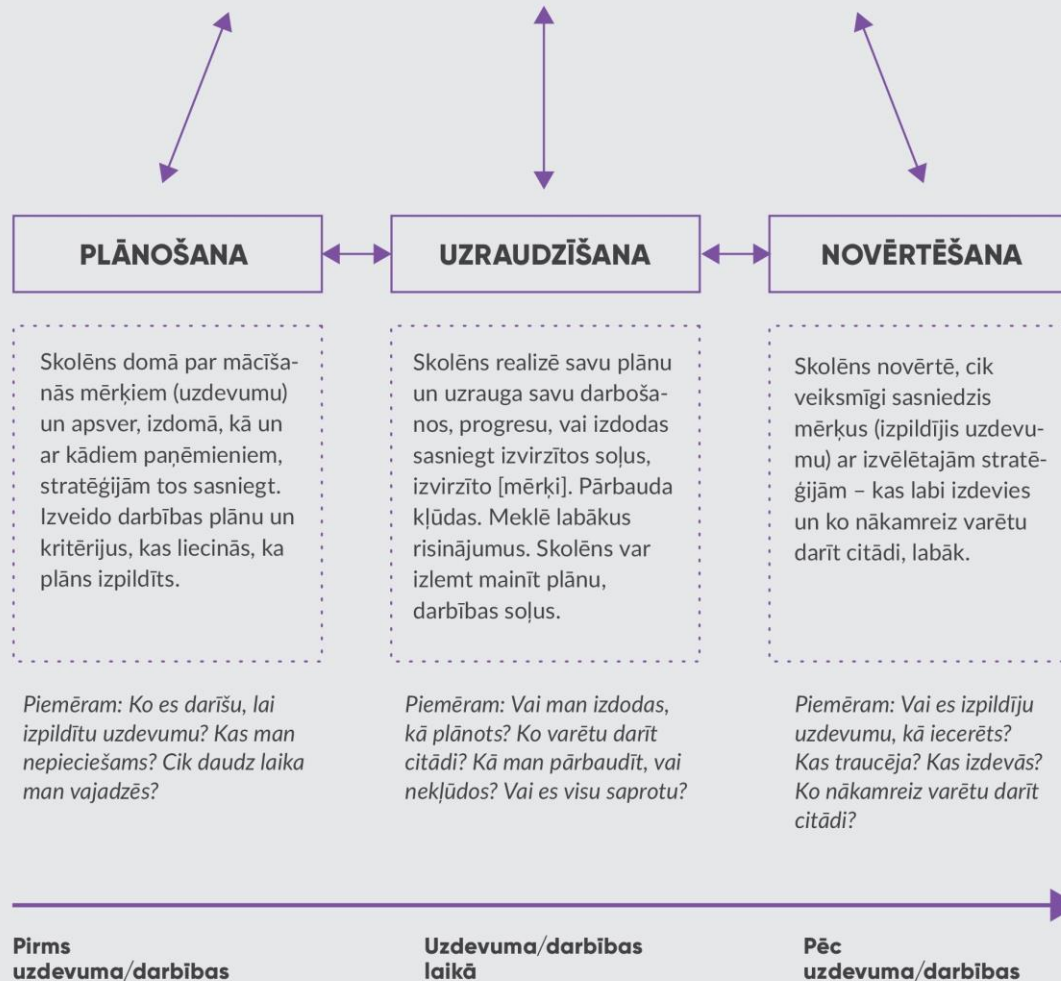 PLĀNOŠANA
UZRAUDZĪŠANA
NOVĒRTĒŠANA
Skolēns domā par mācīša-
nās mērķiem (uzdevumu)
un apsver, izdomā, kā un
ar kādiem paņēmieniem,
stratēģijām tos sasniegt.
Izveido darbības plānu un
kritērijus, kas liecinās, ka
plāns izpildīts.
Skolēns realizē savu plānu
un uzrauga savu darboša-
nos, progresu, vai izdodas
sasniegt izvirzītos soļus,
izvirzīto [mērķi]. Pārbauda
kļūdas. Meklē labākus
risinājumus. Skolēns var
izlemt mainīt plānu,
darbības soļus.
Skolēns novērtē, cik
veiksmīgi sasniedzis
mērķus (izpildījis uzdevu-
mu) ar izvēlētajām stratē-
ģijām – kas labi izdevies
un ko nākamreiz varētu
darīt citādi, labāk.
Piemēram: Ko es darīšu, lai
izpildītu uzdevumu? Kas man
nepieciešams? Cik daudz laika
man vajadzēs?
Piemēram: Vai man izdodas,
kā plānots? Ko varētu darīt
citādi? Kā man pārbaudīt, vai
nekļūdos? Vai es visu saprotu?
Piemēram: Vai es izpildīju
uzdevumu, kā iecerēts?
Kas traucēja? Kas izdevās?
Ko nākamreiz varētu darīt
citādi?
Pirms
uzdevuma/darbības
Uzdevuma/darbības
laikā
Pēc
uzdevuma/darbības